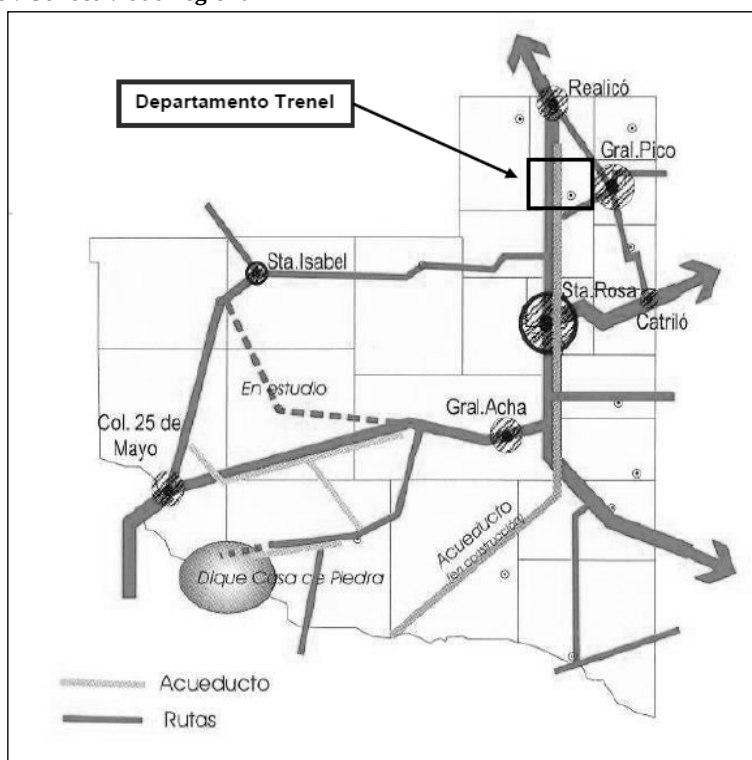 Departamento Trenel
Realicó
Gral.Pico
Sta.Isabel
Sta.Rosa
Catriló
En estudio
Gral.Acha
Col. 25 de
Mayo
Acueducto
(en construcción)
Dique Casa de Piedra
Acueducto
Rutas